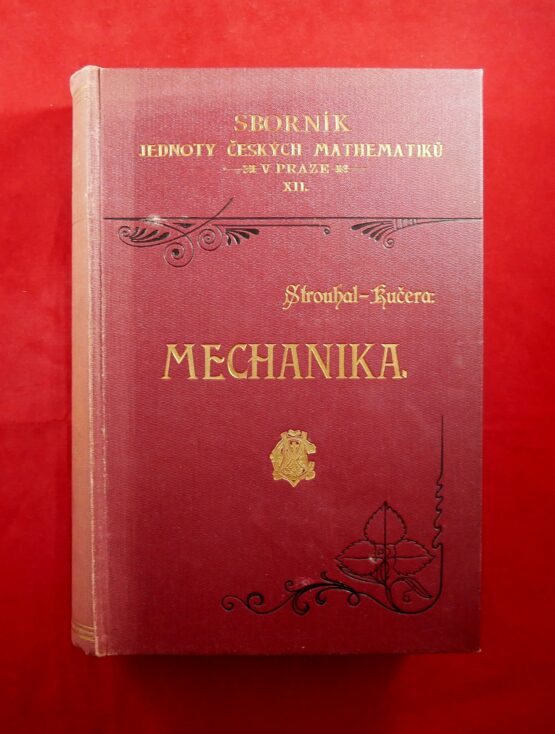 SBORNÍK
JEDNOTY ČESKÝCH MATHEMATIKŮ
V PRAZE
XII.
Strouhal-Kučera:
MECHANIKA.